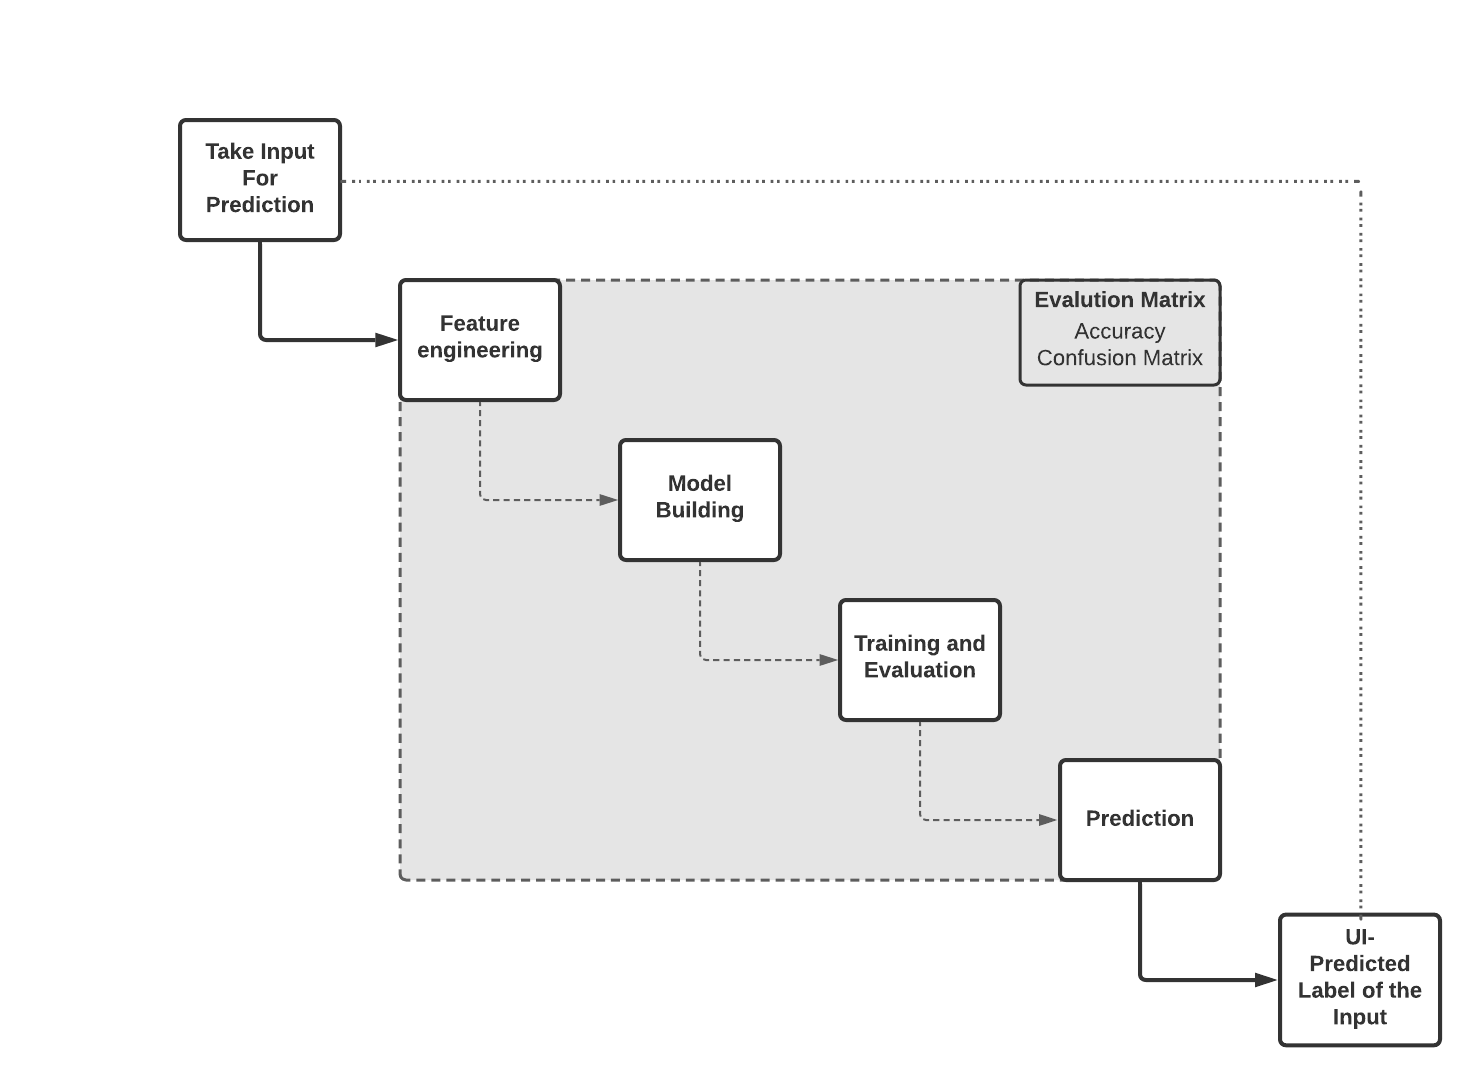 Take Input
For
Prediction
Feature
engineering
Evalution Matrix
Accuracy
Confusion Matrix
Model
Building
Training and
Evaluation
Prediction
UI-
Predicted
Label of the
Input